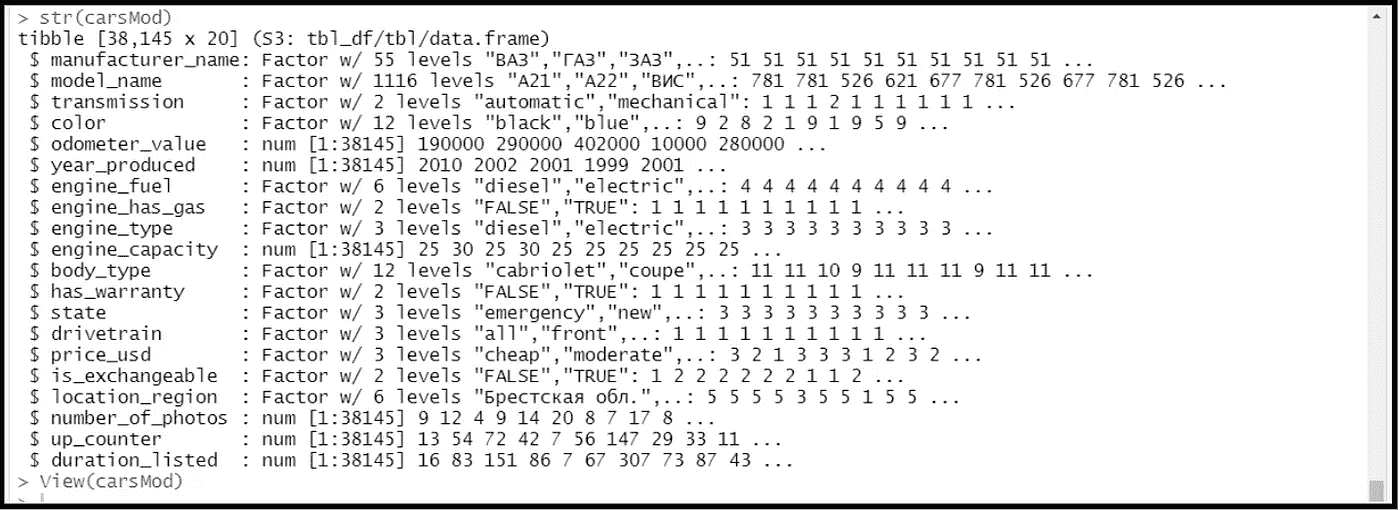 > str(carsMod)
tibble [38,145 x 20] (S3: tbl_df/tbl/data.frame)
$ manufacturer_name: Factor w/ 55 levels "ВАЗ","ГАЗ","ЗАЗ",..: 51 51 51 51 51 51 51 51 51 51 ...
$ model_name : Factor w/ 1116 levels "А21","А22","ВИС",..: 781 781 526 621 677 781 526 677 781 526 ...
$ transmission : Factor w/ 2 levels "automatic","mechanical": 1 1 1 2 1 1 1 1 1 1 ...
$ color : Factor w/ 12 levels "black","blue",..: 9 2 8 2 1 9 1 9 5 9 ...
$ odometer_value : num [1:38145] 190000 290000 402000 10000 280000 ...
$ year_produced : num [1:38145] 2010 2002 2001 1999 2001 ...
$ engine_fuel : Factor w/ 6 levels "diesel","electric",..: 4 4 4 4 4 4 4 4 4 4 ...
$ engine_has_gas : Factor w/ 2 levels "FALSE","TRUE": 1 1 1 1 1 1 1 1 1 1 ...
$ engine_type : Factor w/ 3 levels "diesel","electric",..: 3 3 3 3 3 3 3 3 3 3 ...
$ engine_capacity : num [1:38145] 25 30 25 30 25 25 25 25 25 25 ...
$ body_type : Factor w/ 12 levels "cabriolet","coupe",..: 11 11 10 9 11 11 11 9 11 11 ...
$ has_warranty : Factor w/ 2 levels "FALSE","TRUE": 1 1 1 1 1 1 1 1 1 1 ...
$ state : Factor w/ 3 levels "emergency","new",..: 3 3 3 3 3 3 3 3 3 3 ...
$ drivetrain : Factor w/ 3 levels "all","front",..: 1 1 1 1 1 1 1 1 1 1 ...
$ price_usd : Factor w/ 3 levels "cheap","moderate",..: 3 2 1 3 3 3 1 2 3 2 ...
$ is_exchangeable : Factor w/ 2 levels "FALSE","TRUE": 1 2 2 2 2 2 2 1 1 2 ...
$ location_region : Factor w/ 6 levels "Брестская обл.",..: 5 5 5 5 3 5 5 1 5 5 ...
$ number_of_photos : num [1:38145] 9 12 4 9 14 20 8 7 17 8 ...
$ up_counter : num [1:38145] 13 54 72 42 7 56 147 29 33 11 ...
$ duration_listed : num [1:38145] 16 83 151 86 7 67 307 73 87 43 ...
> View(carsMod)
>